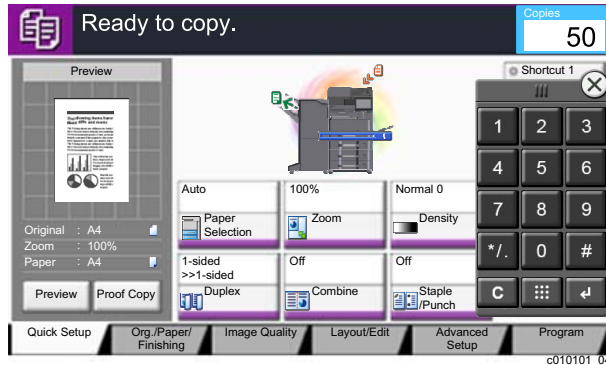 Ready to copy.
Copies
50
Preview
Shortcut 1
Original : A4
Zoom : 100%
Paper : A4
Preview
Proof Copy
Auto
Paper
Selection
100%
Zoom
Normal 0
Density
1-sided
>>1-sided
Duplex
Off
Combine
Off
Staple
/Punch
1 2 3
4 5 6
7 8 9
*/. 0 #
C
Quick Setup
Org./Paper/
Finishing
Image Quality
Layout/Edit
Advanced
Setup
Program
c010101_04